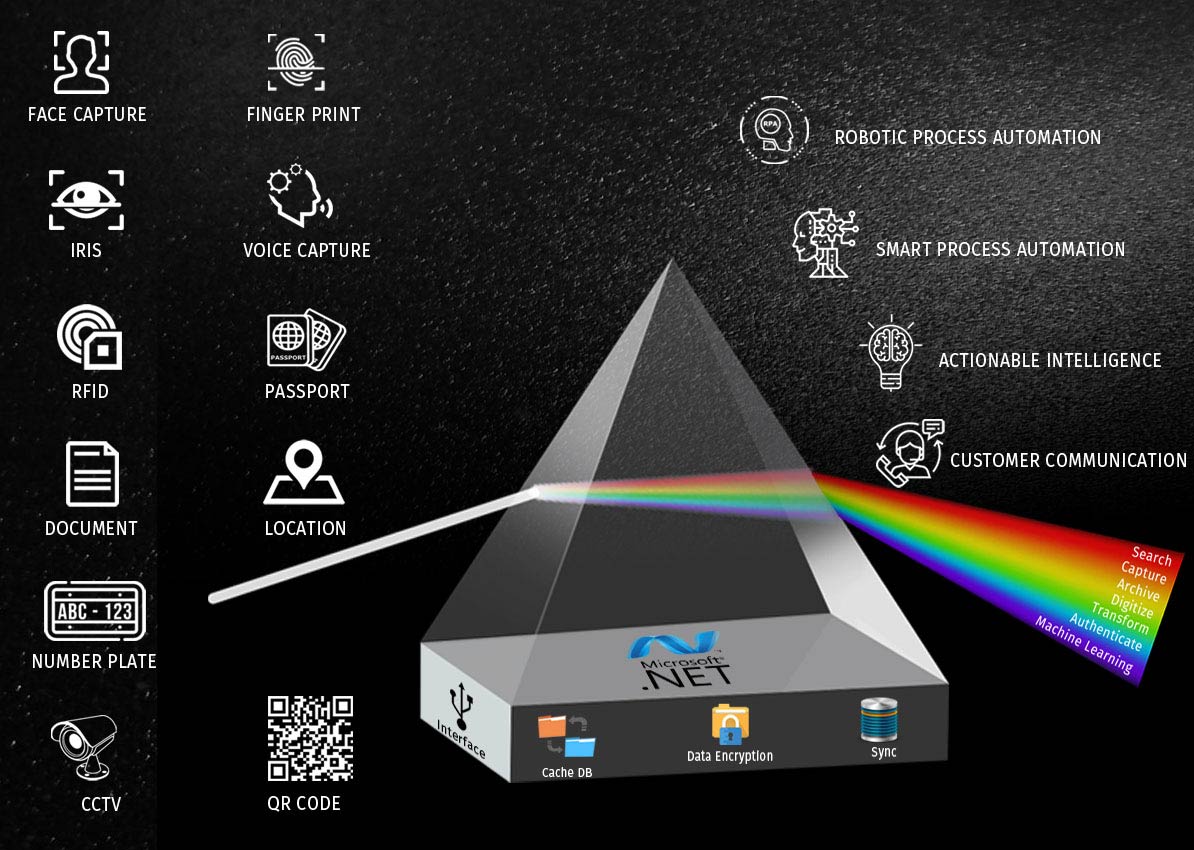 FACE CAPTURE
FINGER PRINT
IRIS
VOICE CAPTURE
RFID
PASSPORT
PASSPORT
DOCUMENT
LOCATION
ABC - 123
NUMBER PLATE
CCTV
QR CODE
RPA
ROBOTIC PROCESS AUTOMATION
SMART PROCESS AUTOMATION
ACTIONABLE INTELLIGENCE
CUSTOMER COMMUNICATION
Search
Capture
Archive
Digitize
Transform
Authenticate
Machine Learning
Microsoft®
.NET™
Interface
Cache DB
Data Encryption
Sync